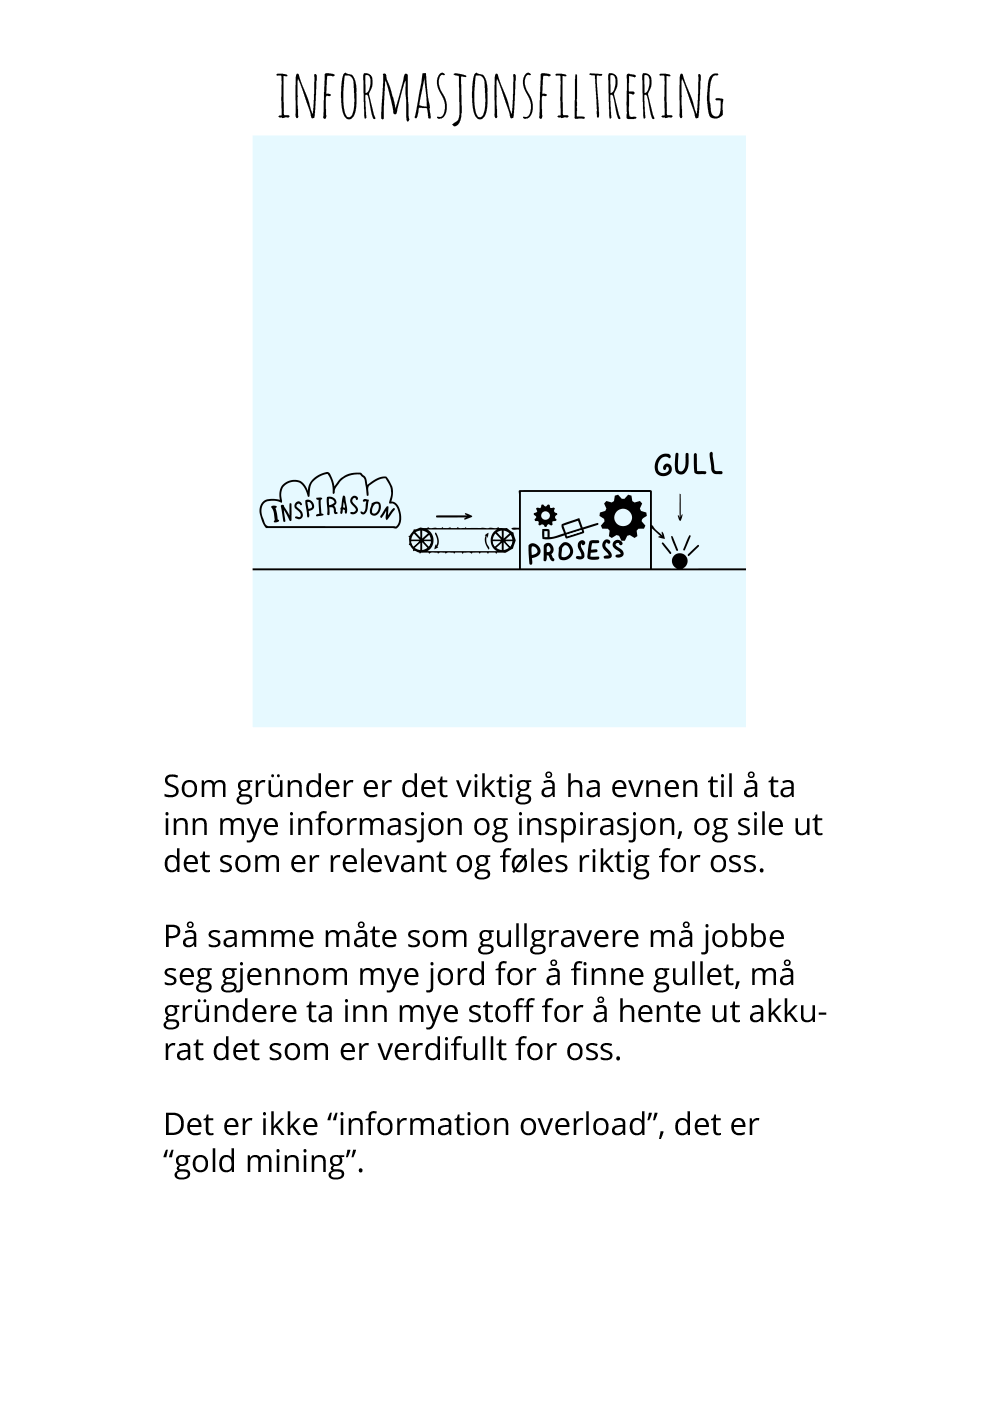 INFORMASJONSFILTRERING
GULL
INSPIRASJON
PROSESS
Som gründer er det viktig å ha evnen til å ta
inn mye informasjon og inspirasjon, og sile ut
det som er relevant og føles riktig for oss.
På samme måte som gullgravere må jobbe
seg gjennom mye jord for å finne gullet, må
gründere ta inn mye stoff for å hente ut akku-
rat det som er verdifullt for oss.
Det er ikke “information overload”, det er
“gold mining”.